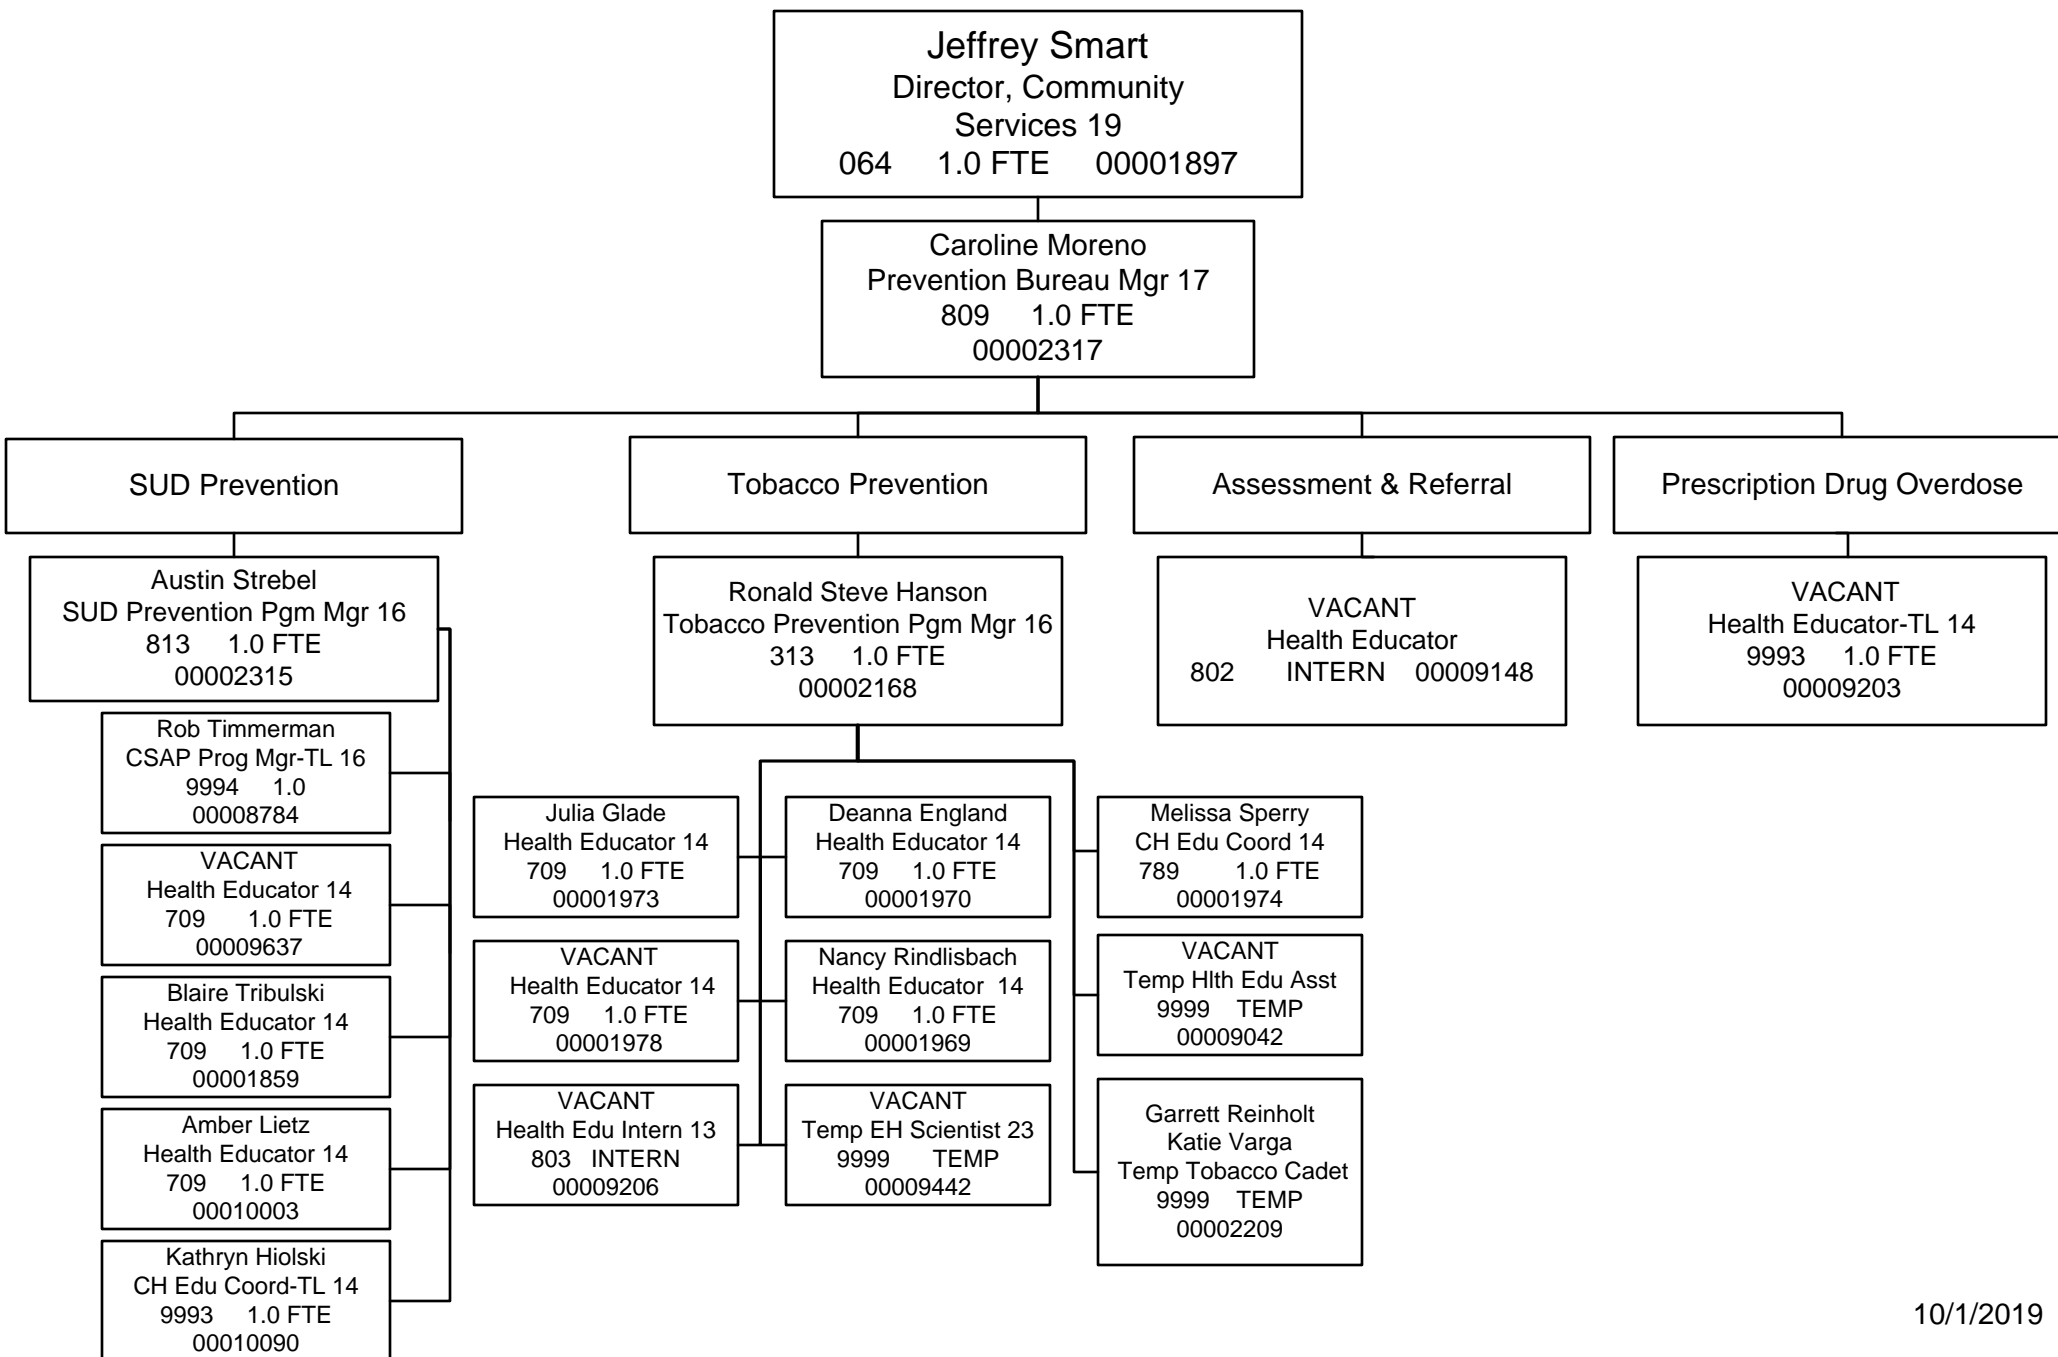 Jeffrey Smart
Director, Community
Services 19
064 1.0 FTE 00001897
Caroline Moreno
Prevention Bureau Mgr 17
809 1.0 FTE
00002317
SUD Prevention
Tobacco Prevention
Assessment & Referral
Prescription Drug Overdose
Austin Strebel
SUD Prevention Pgm Mgr 16
813 1.0 FTE
00002315
Ronald Steve Hanson
Tobacco Prevention Pgm Mgr 16
313 1.0 FTE
00002168
VACANT
Health Educator
802 INTERN 00009148
VACANT
Health Educator-TL 14
9993 1.0 FTE
00009203
Rob Timmerman
CSAP Prog Mgr-TL 16
9994 1.0
00008784
VACANT
Health Educator 14
709 1.0 FTE
00009637
Blaire Tribulski
Health Educator 14
709 1.0 FTE
00001859
Amber Lietz
Health Educator 14
709 1.0 FTE
00010003
Kathryn Hiolski
CH Edu Coord-TL 14
9993 1.0 FTE
00010090
Julia Glade
Health Educator 14
709 1.0 FTE
00001973
Deanna England
Health Educator 14
709 1.0 FTE
00001970
Melissa Sperry
CH Edu Coord 14
789 1.0 FTE
00001974
VACANT
Health Educator 14
709 1.0 FTE
00001978
Nancy Rindlisbach
Health Educator 14
709 1.0 FTE
00001969
VACANT
Temp Hlth Edu Asst
9999 TEMP
00009042
VACANT
Health Edu Intern 13
803 INTERN
00009206
VACANT
Temp EH Scientist 23
9999 TEMP
00009442
Garrett Reinholt
Katie Varga
Temp Tobacco Cadet
9999 TEMP
00002209
10/1/2019